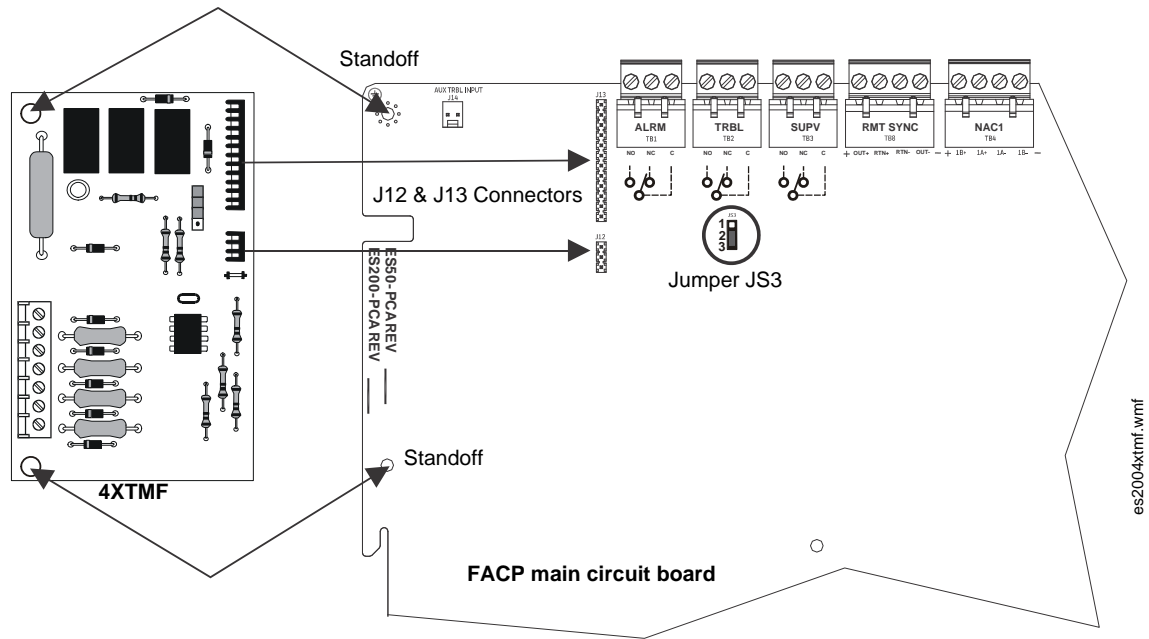 Standoff
AUX TRBL INPUT
J14
J13
ALRM
TB1
TRBL
TB2
SUPV
TB3
RMT SYNC
TB8
NAC1
TB4
NO NC C
NO NC C
NO NC C
+ OUT+ RTN+ RTN- OUT- -
+ 1B+ 1A+ 1A- 1B- -
J12 & J13 Connectors
JS3
1
2
3
Jumper JS3
J12
ES50-PCA REV
ES200-PCA REV
Standoff
4XTMF
FACP main circuit board
es2004xtmf.wmf